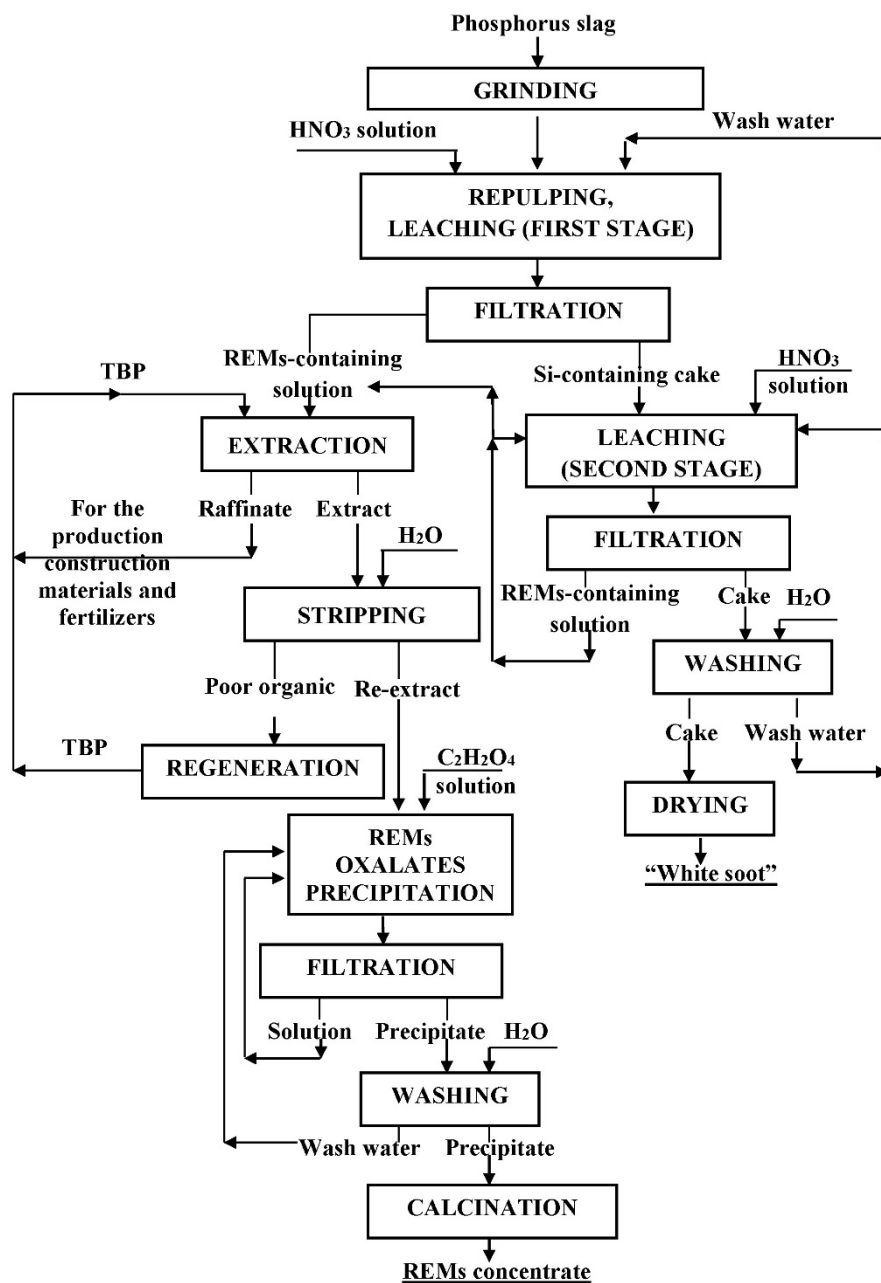 Phosphorus slag
GRINDING
HNO₃ solution
Wash water
REPULPING,
LEACHING (FIRST STAGE)
FILTRATION
REMs-containing
solution
TBP
Si-containing cake
HNO₃
solution
EXTRACTION
LEACHING
(SECOND STAGE)
For the
production
construction
materials and
fertilizers
Raffinate
Extract
H₂O
FILTRATION
STRIPPING
REMs-containing
solution
Cake
H₂O
WASHING
Poor organic
Re-extract
Cake
Wash water
TBP
REGENERATION
C₂H₂O₄
solution
DRYING
REMs
OXALATES
PRECIPITATION
“White soot”
FILTRATION
Solution
Precipitate
H₂O
WASHING
Wash water
Precipitate
CALCINATION
REMs concentrate